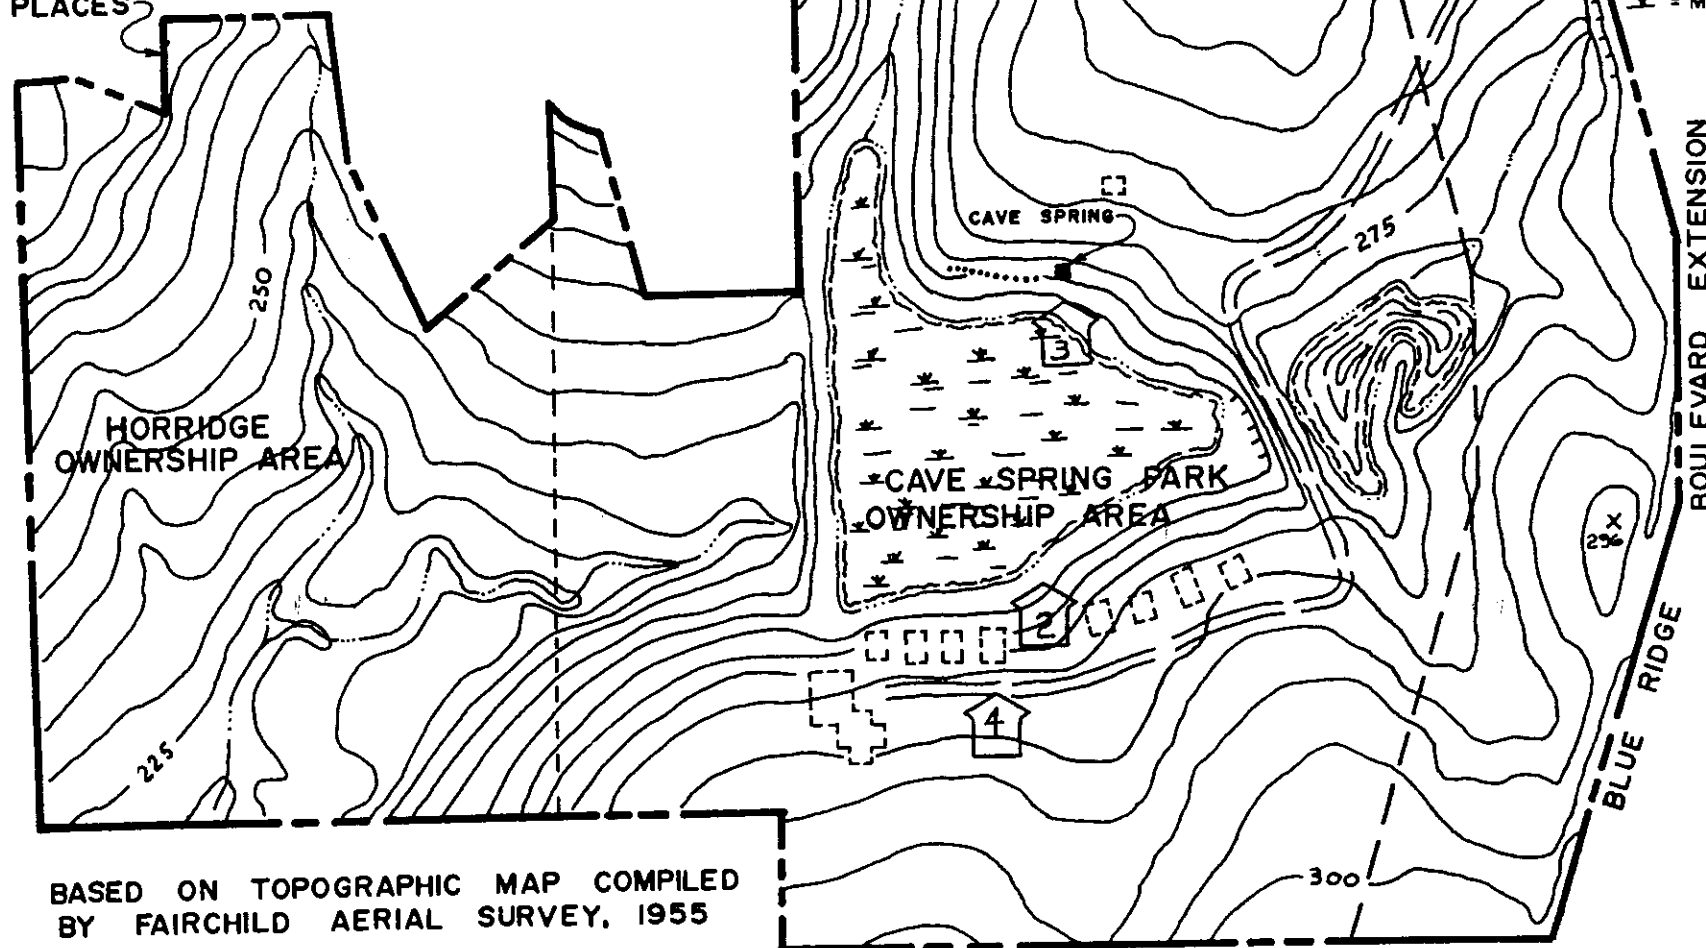 PLACES
CAVE SPRING
275
250
3
HORRIDGE
OWNERSHIP AREA
CAVE SPRING PARK
OWNERSHIP AREA
BOULEVARD EXTENSION
296
X
2
4
BLUE RIDGE
225
300
BASED ON TOPOGRAPHIC MAP COMPILED
BY FAIRCHILD AERIAL SURVEY, 1955